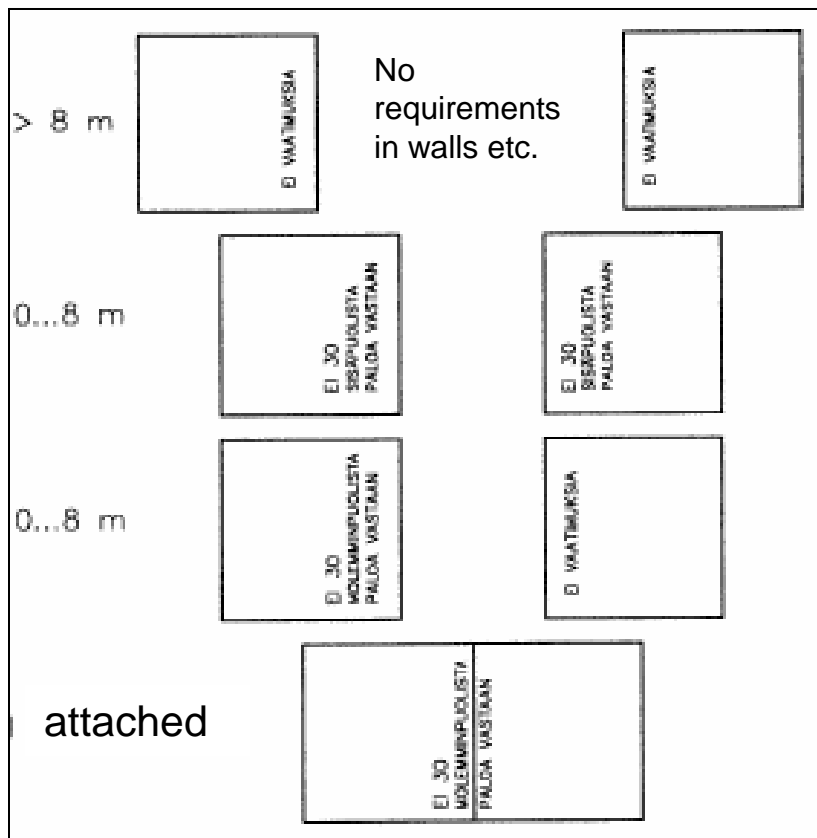 > 8 m
EI VAATIMUKSIA
No
requirements
in walls etc.
EI VAATIMUKSIA
0...8 m
EI 30
SISÄPUOLISTA
PALOA VASTAAN
EI 30
SISÄPUOLISTA
PALOA VASTAAN
0...8 m
EI 30
MOLEMMINPUOLISTA
PALOA VASTAAN
EI VAATIMUKSIA
attached
EI 30
MOLEMMINPUOLISTA
PALOA VASTAAN